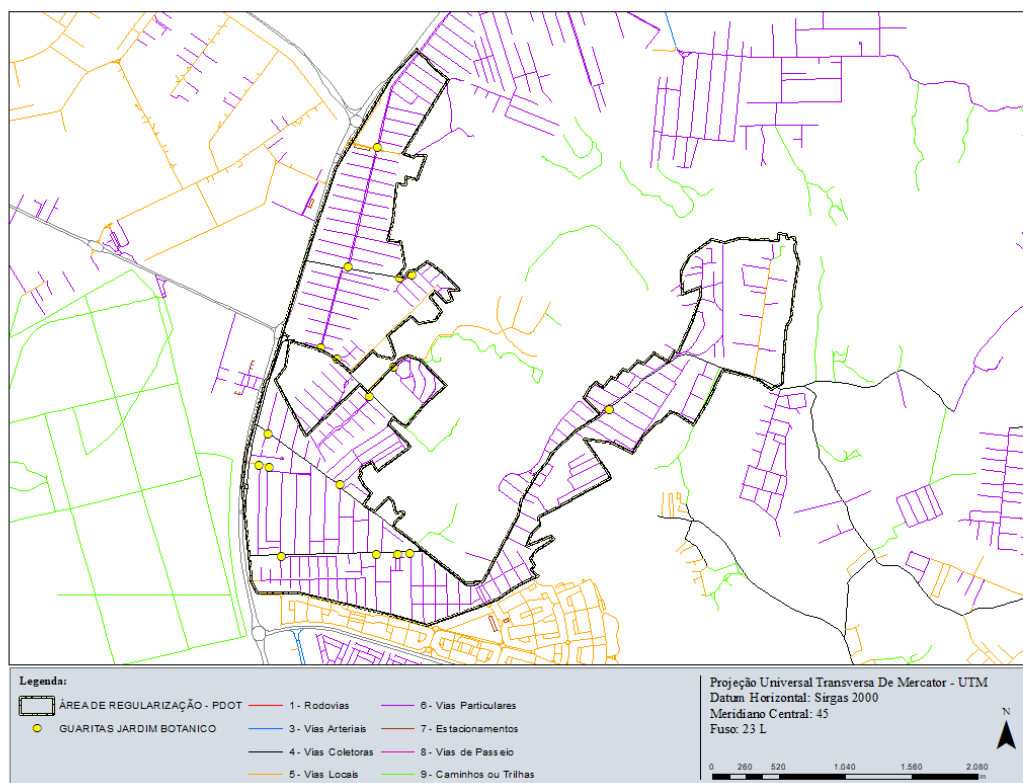 Legenda:
ÁREA DE REGULARIZAÇÃO - PDOT
GUARITAS JARDIM BOTANICO
1 - Rodovias
3 - Vias Arteriais
4 - Vias Coletoras
5 - Vias Locais
6 - Vias Particulares
7 - Estacionamentos
8 - Vias de Passeio
9 - Caminhos ou Trilhas
Projeção Universal Transversa De Mercator - UTM
Datum Horizontal: Sirgas 2000
Meridiano Central: 45
Fuso: 23 L
N
0 260 520 1.040 1.560 2.080
m